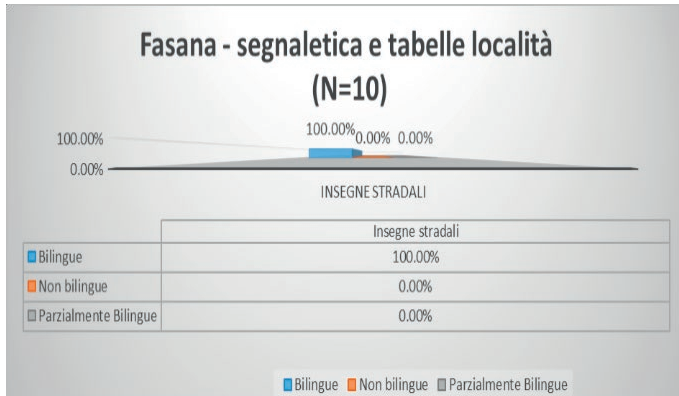 Fasana - segnaletica e tabelle località
(N=10)
100.00%
0.00%
100.00% 0.00% 0.00%
INSEGNE STRADALI
Insegne stradali
Bilingue 100.00%
Non bilingue 0.00%
Parzialmente Bilingue 0.00%
Bilingue Non bilingue Parzialmente Bilingue